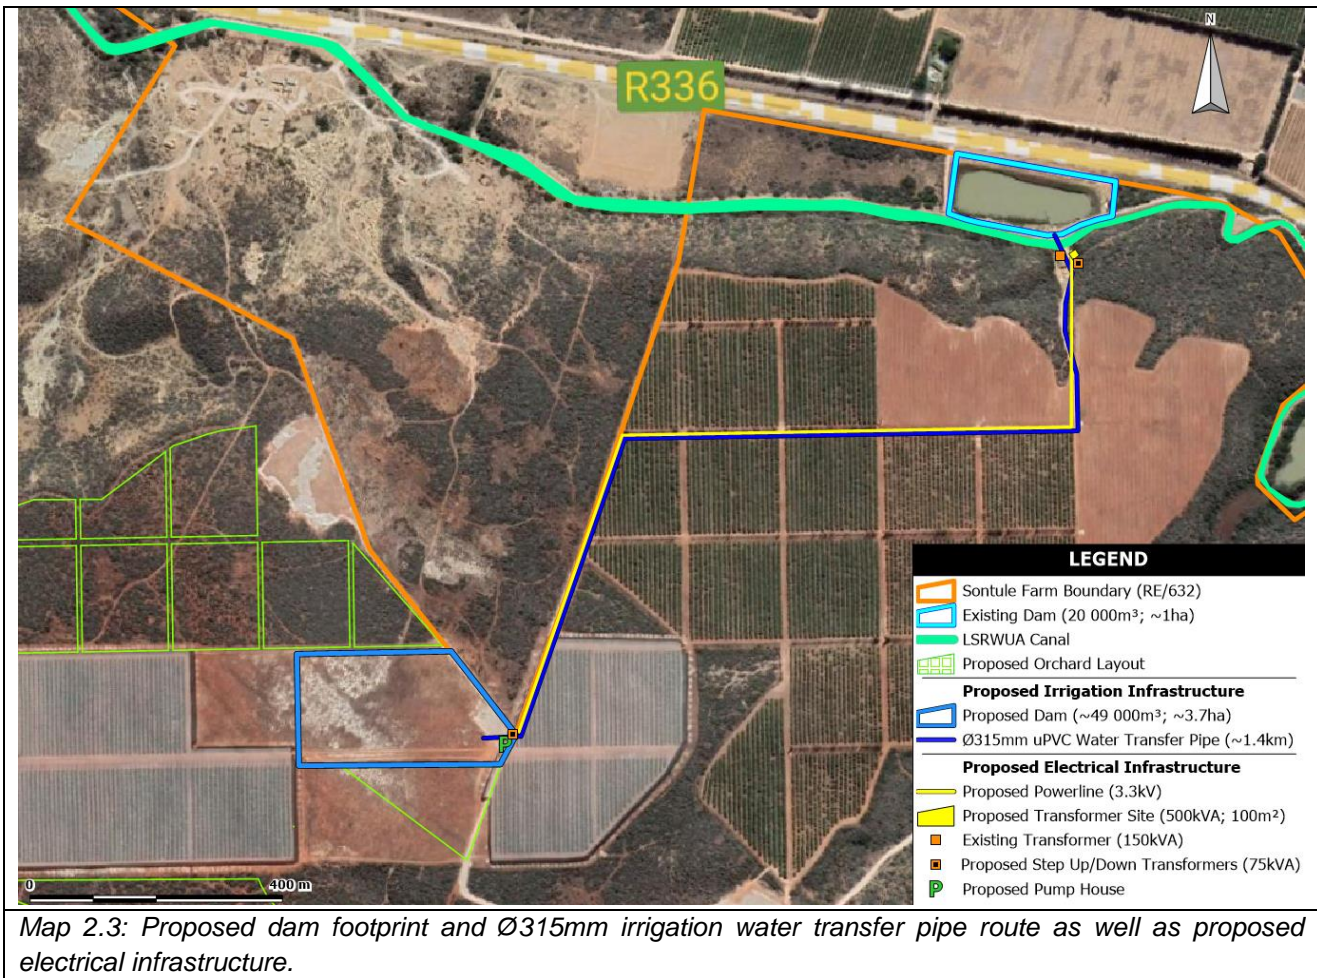 N
R336
LEGEND
Sontule Farm Boundary (RE/632)
Existing Dam (20 000m³; ~1ha)
LSRWUA Canal
Proposed Orchard Layout
Proposed Irrigation Infrastructure
Proposed Dam (~49 000m³; ~3.7ha)
Ø315mm uPVC Water Transfer Pipe (~1.4km)
Proposed Electrical Infrastructure
Proposed Powerline (3.3kV)
Proposed Transformer Site (500kVA; 100m²)
Existing Transformer (150kVA)
Proposed Step Up/Down Transformers (75kVA)
P Proposed Pump House
P
0 400 m
Map 2.3: Proposed dam footprint and Ø315mm irrigation water transfer pipe route as well as proposed
electrical infrastructure.